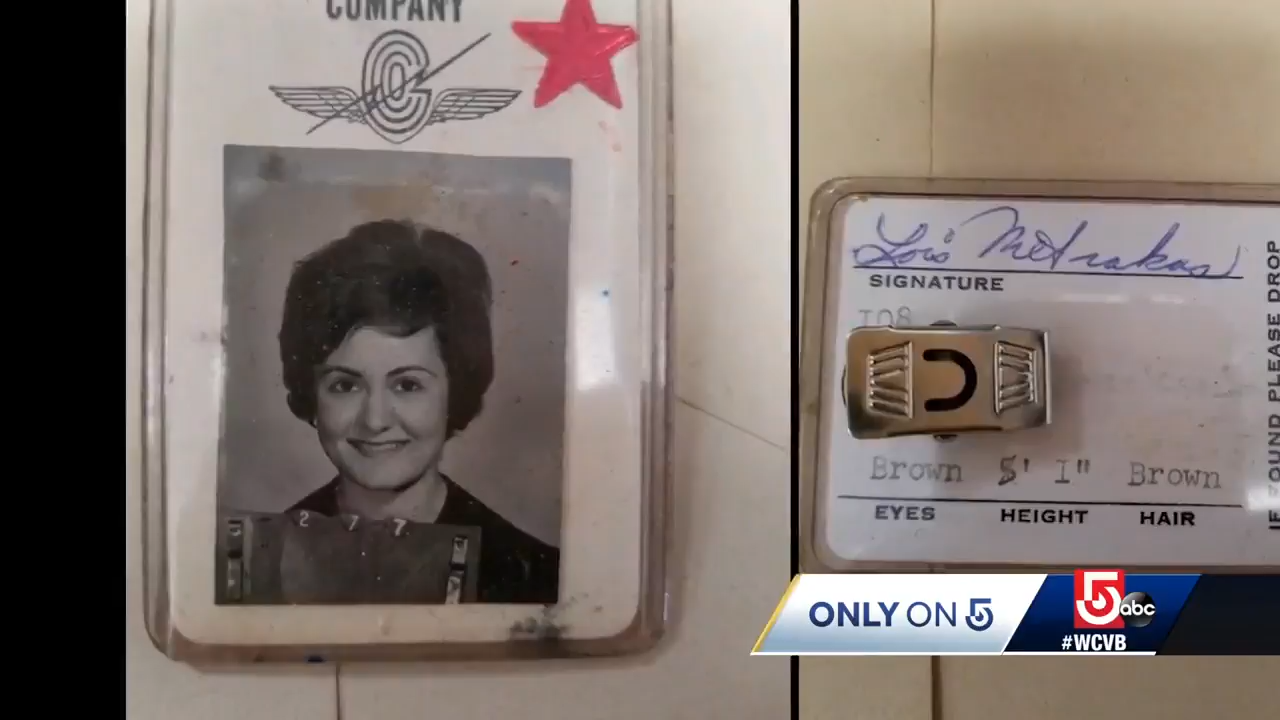 COMPANY
2 7 7
Lois Metrakas
SIGNATURE
108
Brown 5' 1" Brown
EYES HEIGHT HAIR
IF FOUND PLEASE DROP
ONLY ON 5
5 abc
#WCVB